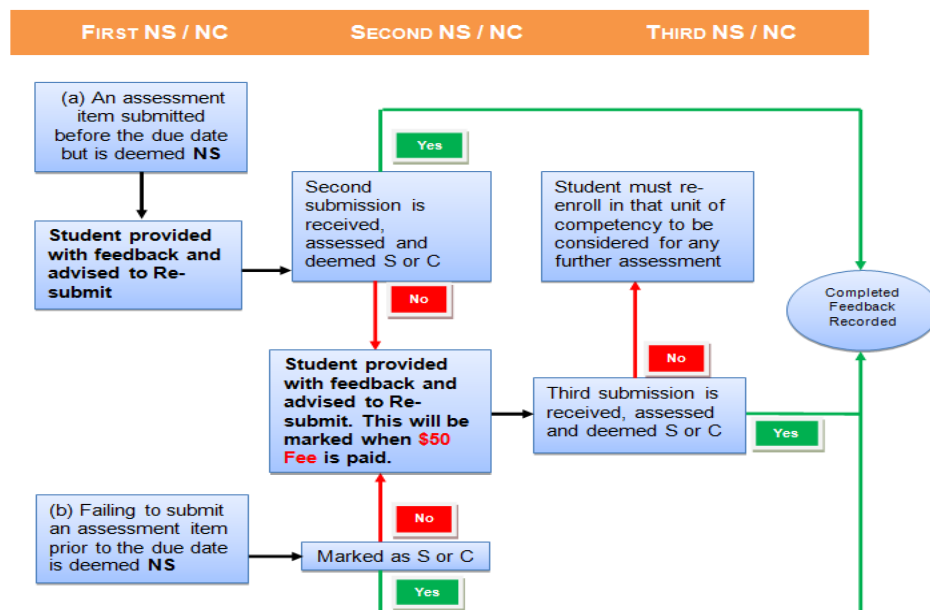 FIRST NS / NC
SECOND NS / NC
THIRD NS / NC
(a) An assessment
item submitted
before the due date
but is deemed NS
Student provided
with feedback and
advised to Re-
submit
Second
submission is
received,
assessed and
deemed S or C
Yes
No
Student must re-
enroll in that unit of
competency to be
considered for any
further assessment
Completed
Feedback
Recorded
Student provided
with feedback and
advised to Re-
submit. This will be
marked when $50
Fee is paid.
No
Third submission is
received, assessed
and deemed S or C
Yes
(b) Failing to submit
an assessment item
prior to the due date
is deemed NS
No
Marked as S or C
Yes